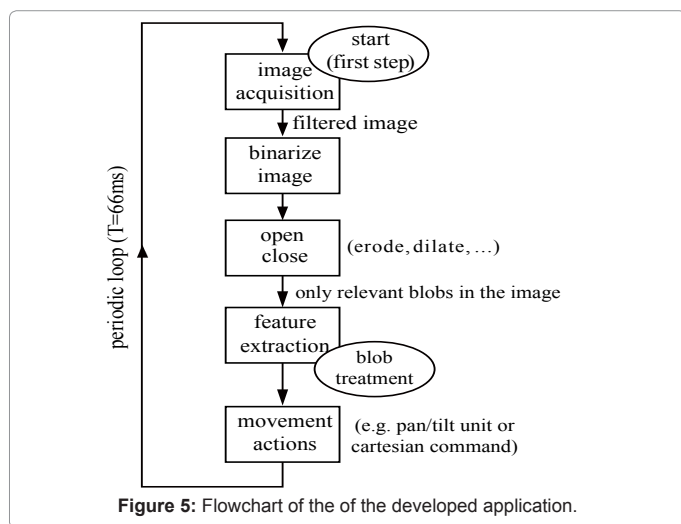 start
(first step)
image
acquisition
filtered image
binarize
image
open
close
(erode, dilate, ...)
only relevant blobs in the image
feature
extraction
blob
treatment
movement
actions
(e.g. pan/tilt unit or
cartesian command)
periodic loop (T=66ms)
Figure 5: Flowchart of the of the developed application.